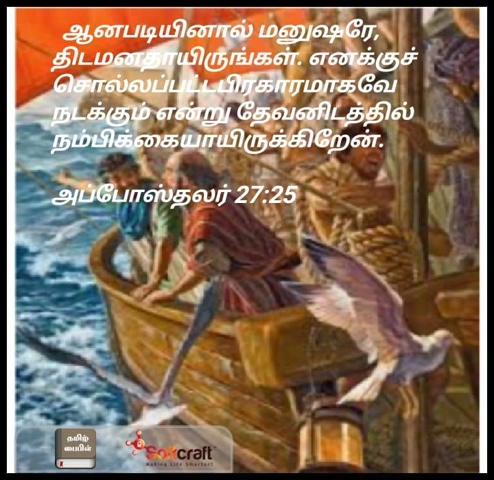 ஆனபடியினால் மனுஷரே,
திடமனதாயிருங்கள். எனக்குச்
சொல்லப்பட்டபிரகாரமாகவே
நடக்கும் என்று தேவனிடத்தில்
நம்பிக்கையாயிருக்கிறேன்.
அப்போஸ்தலர் 27:25
தமிழ்
பைபிள்
Softcraft
Making Life Smarter!